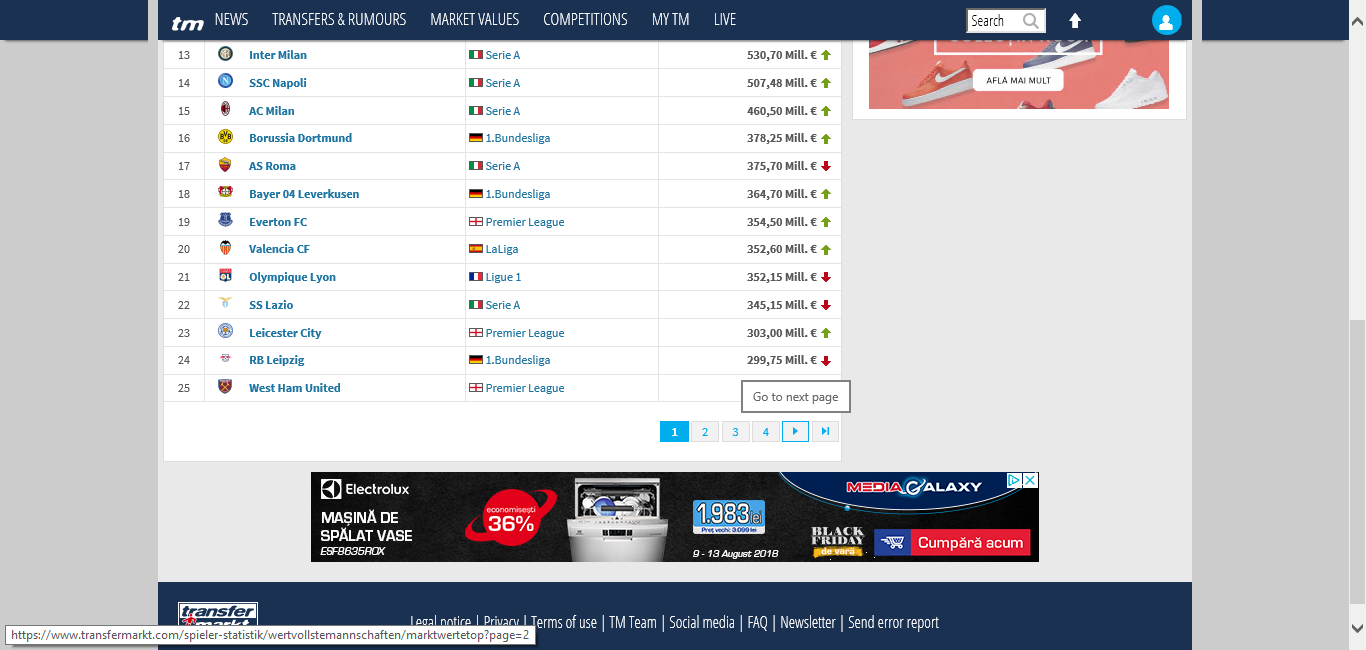 tm NEWS TRANSFERS & RUMOURS MARKET VALUES COMPETITIONS MY TM LIVE Search
13 Inter Milan Serie A 530,70 Mill. €
14 SSC Napoli Serie A 507,48 Mill. €
15 AC Milan Serie A 460,50 Mill. €
16 Borussia Dortmund 1.Bundesliga 378,25 Mill. €
17 AS Roma Serie A 375,70 Mill. €
18 Bayer 04 Leverkusen 1.Bundesliga 364,70 Mill. €
19 Everton FC Premier League 354,50 Mill. €
20 Valencia CF LaLiga 352,60 Mill. €
21 Olympique Lyon Ligue 1 352,15 Mill. €
22 SS Lazio Serie A 345,15 Mill. €
23 Leicester City Premier League 303,00 Mill. €
24 RB Leipzig 1.Bundesliga 299,75 Mill. €
25 West Ham United Premier League
Go to next page
1 2 3 4
AFLĂ MAI MULT
Electrolux
MAȘINĂ DE
SPĂLAT VASE
ESF8635ROX
economisești
36%
1.983 lei
Preț vechi: 3.099 lei
9 - 13 August 2018
MEDIA GALAXY
BLACK
FRIDAY
de vară
Cumpără acum
transfer
markt
Legal notice | Privacy | Terms of use | TM Team | Social media | FAQ | Newsletter | Send error report
https://www.transfermarkt.com/spieler-statistik/wertvollstemannschaften/marktwertetop?page=2